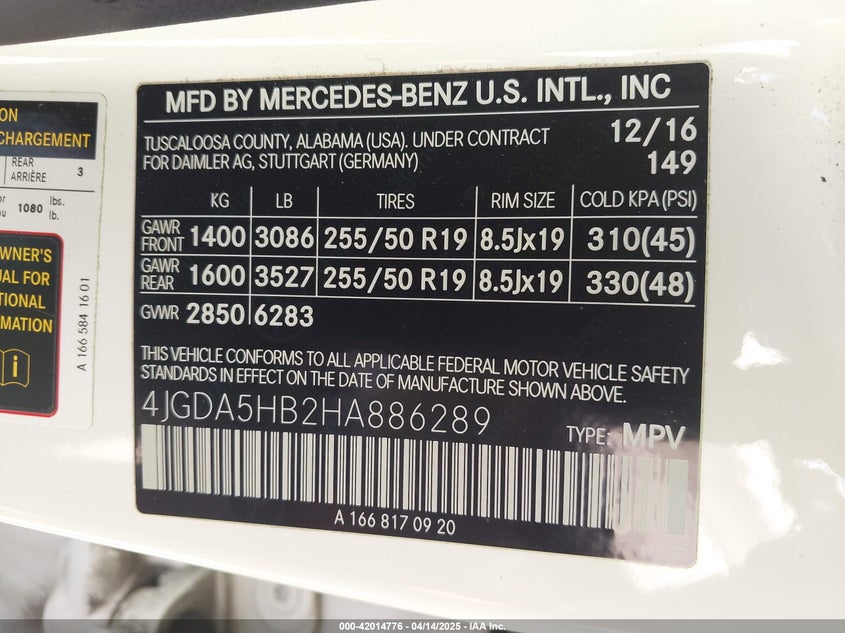 MFD BY MERCEDES-BENZ U.S. INTL., INC
TUSCALOOSA COUNTY, ALABAMA (USA). UNDER CONTRACT
FOR DAIMLER AG, STUTTGART (GERMANY)
12/16
149
KG LB TIRES RIM SIZE COLD KPA (PSI)
GAWR FRONT 1400 3086 255/50 R19 8.5Jx19 310(45)
GAWR REAR 1600 3527 255/50 R19 8.5Jx19 330(48)
GVWR 2850 6283
THIS VEHICLE CONFORMS TO ALL APPLICABLE FEDERAL MOTOR VEHICLE SAFETY
STANDARDS IN EFFECT ON THE DATE OF MANUFACTURE SHOWN ABOVE.
4JGDA5HB2HA886289
TYPE: MPV
A 166 817 09 20
ON
CHARGEMENT
REAR
ARRIÈRE 3
or
ou 1080 lbs.
lb.
OWNER'S
UAL FOR
TIONAL
RMATION
i
A 166 584 16 01
000-42014776 - 04/14/2025 - IAA Inc.